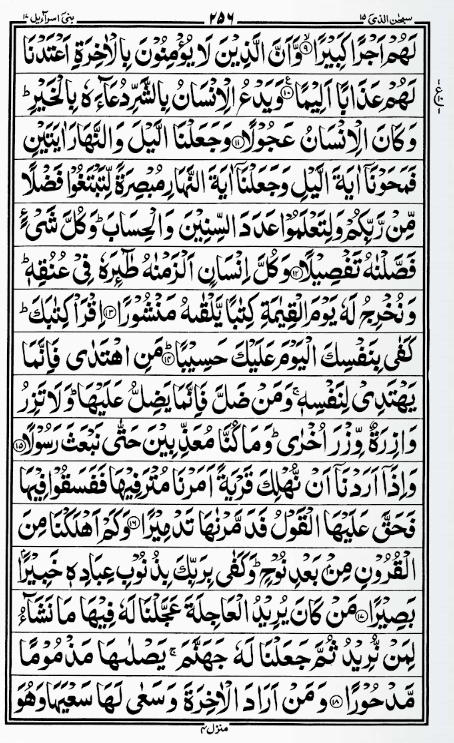 سبحٰن الذی ١٥ ٢٥٦ بنی اسرآءیل ١٧
لَهُمْ اَجْرًا كَبِیْرًا ﴿٩﴾ وَّاَنَّ الَّذِیْنَ لَا یُؤْمِنُوْنَ بِالْاٰخِرَةِ اَعْتَدْنَا
لَهُمْ عَذَابًا اَلِیْمًا ﴿١٠﴾ وَیَدْعُ الْاِنْسَانُ بِالشَّرِّ دُعَآءَهٗ بِالْخَیْرِ ؕ
وَكَانَ الْاِنْسَانُ عَجُوْلًا ﴿١١﴾ وَجَعَلْنَا الَّیْلَ وَالنَّهَارَ اٰیَتَیْنِ
فَمَحَوْنَاۤ اٰیَةَ الَّیْلِ وَجَعَلْنَاۤ اٰیَةَ النَّهَارِ مُبْصِرَةً لِّتَبْتَغُوْا فَضْلًا
مِّنْ رَّبِّكُمْ وَلِتَعْلَمُوْا عَدَدَ السِّنِیْنَ وَالْحِسَابَ ؕ وَكُلَّ شَیْءٍ
فَصَّلْنٰهُ تَفْصِیْلًا ﴿١٢﴾ وَكُلَّ اِنْسَانٍ اَلْزَمْنٰهُ طٰٓئِرَهٗ فِیْ عُنُقِهٖ ؕ
وَنُخْرِجُ لَهٗ یَوْمَ الْقِیٰمَةِ كِتٰبًا یَّلْقٰىهُ مَنْشُوْرًا ﴿١٣﴾ اِقْرَاْ كِتٰبَكَ ؕ
كَفٰی بِنَفْسِكَ الْیَوْمَ عَلَیْكَ حَسِیْبًا ﴿١٤﴾ مَنِ اهْتَدٰی فَاِنَّمَا
یَهْتَدِیْ لِنَفْسِهٖ ۚ وَمَنْ ضَلَّ فَاِنَّمَا یَضِلُّ عَلَیْهَا ؕ وَلَا تَزِرُ
وَازِرَةٌ وِّزْرَ اُخْرٰی ؕ وَمَا كُنَّا مُعَذِّبِیْنَ حَتّٰی نَبْعَثَ رَسُوْلًا ﴿١٥﴾
وَاِذَاۤ اَرَدْنَاۤ اَنْ نُّهْلِكَ قَرْیَةً اَمَرْنَا مُتْرَفِیْهَا فَفَسَقُوْا فِیْهَا
فَحَقَّ عَلَیْهَا الْقَوْلُ فَدَمَّرْنٰهَا تَدْمِیْرًا ﴿١٦﴾ وَكَمْ اَهْلَكْنَا مِنَ
الْقُرُوْنِ مِنْۢ بَعْدِ نُوْحٍ ؕ وَكَفٰی بِرَبِّكَ بِذُنُوْبِ عِبَادِهٖ خَبِیْرًۢا
بَصِیْرًا ﴿١٧﴾ مَنْ كَانَ یُرِیْدُ الْعَاجِلَةَ عَجَّلْنَا لَهٗ فِیْهَا مَا نَشَآءُ
لِمَنْ نُّرِیْدُ ثُمَّ جَعَلْنَا لَهٗ جَهَنَّمَ ۚ یَصْلٰىهَا مَذْمُوْمًا
مَّدْحُوْرًا ﴿١٨﴾ وَمَنْ اَرَادَ الْاٰخِرَةَ وَسَعٰی لَهَا سَعْیَهَا وَهُوَ
منزل ٤